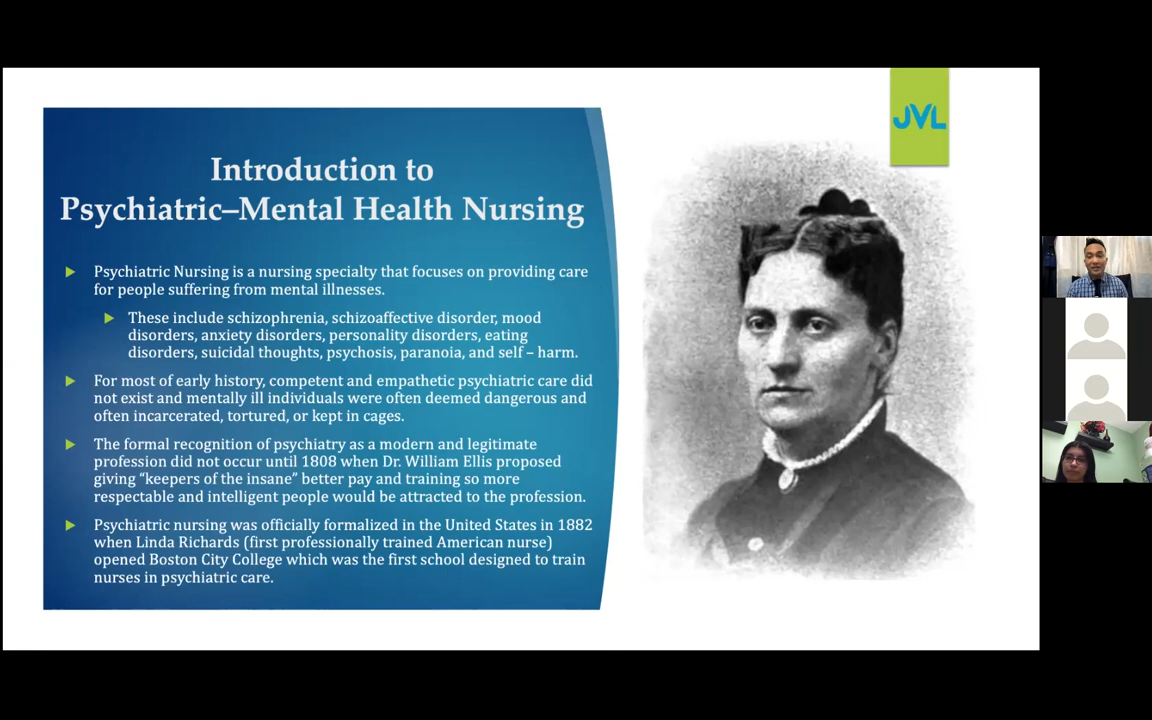 JVL
Introduction to
Psychiatric–Mental Health Nursing
Psychiatric Nursing is a nursing specialty that focuses on providing care
for people suffering from mental illnesses.
These include schizophrenia, schizoaffective disorder, mood
disorders, anxiety disorders, personality disorders, eating
disorders, suicidal thoughts, psychosis, paranoia, and self – harm.
For most of early history, competent and empathetic psychiatric care did
not exist and mentally ill individuals were often deemed dangerous and
often incarcerated, tortured, or kept in cages.
The formal recognition of psychiatry as a modern and legitimate
profession did not occur until 1808 when Dr. William Ellis proposed
giving “keepers of the insane” better pay and training so more
respectable and intelligent people would be attracted to the profession.
Psychiatric nursing was officially formalized in the United States in 1882
when Linda Richards (first professionally trained American nurse)
opened Boston City College which was the first school designed to train
nurses in psychiatric care.